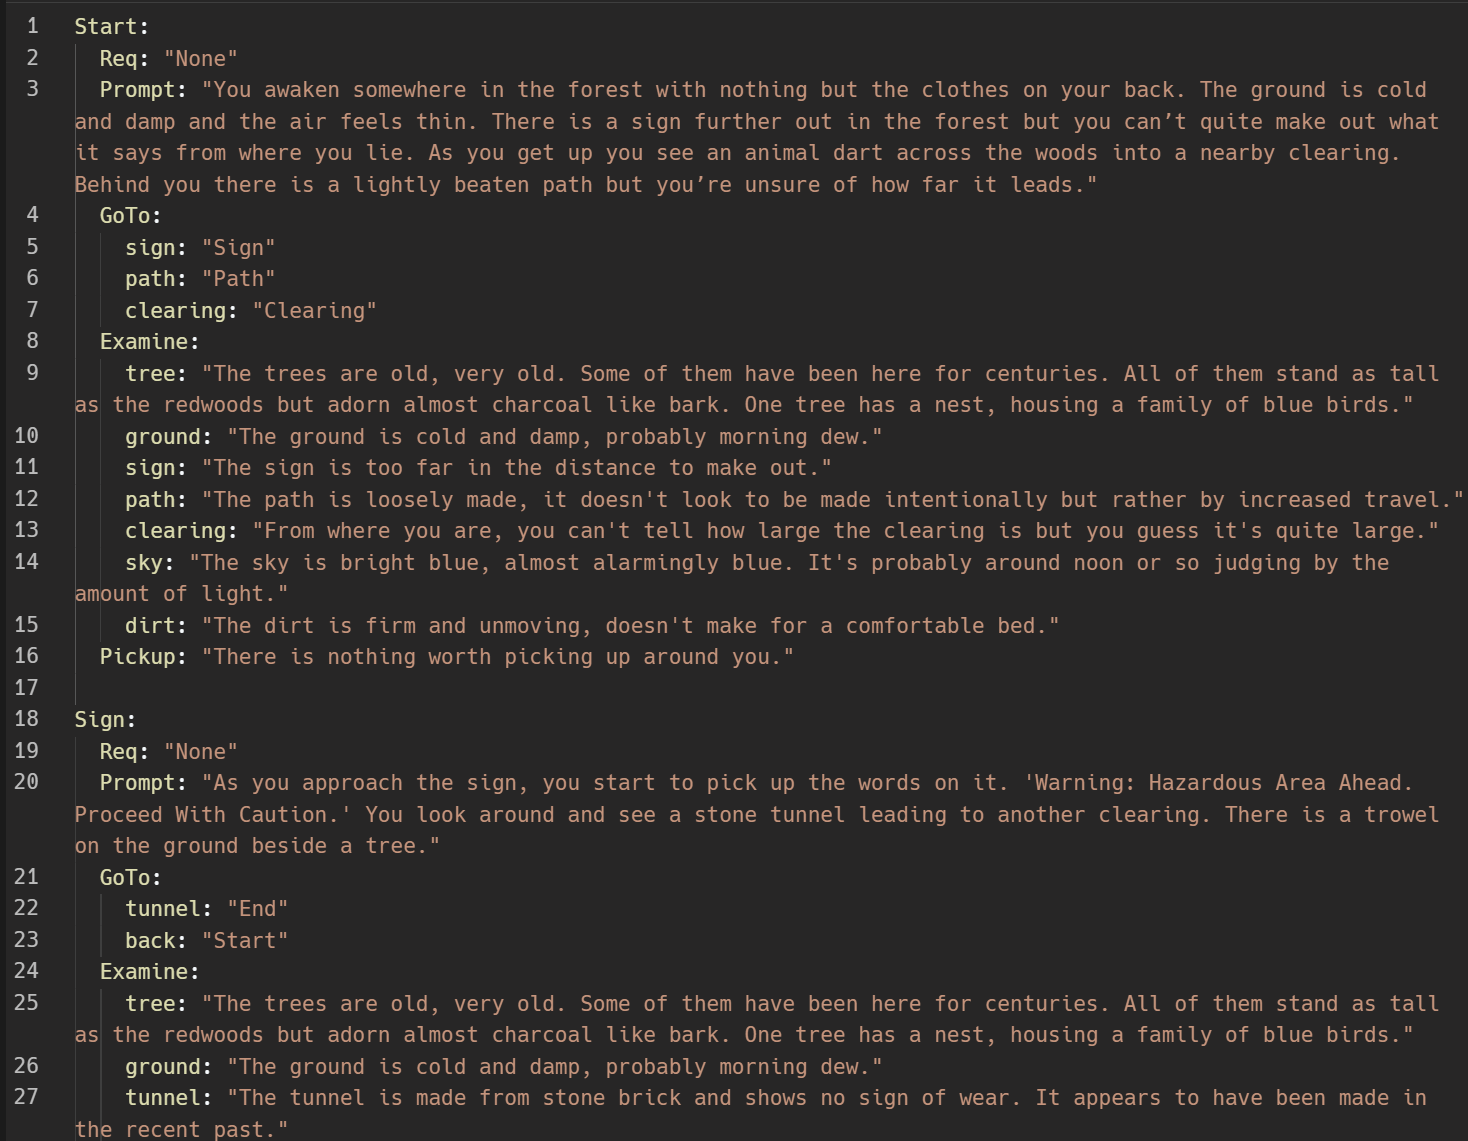 1 Start:
2 Req: "None"
3 Prompt: "You awaken somewhere in the forest with nothing but the clothes on your back. The ground is cold
and damp and the air feels thin. There is a sign further out in the forest but you can’t quite make out what
it says from where you lie. As you get up you see an animal dart across the woods into a nearby clearing.
Behind you there is a lightly beaten path but you’re unsure of how far it leads."
4 GoTo:
5 sign: "Sign"
6 path: "Path"
7 clearing: "Clearing"
8 Examine:
9 tree: "The trees are old, very old. Some of them have been here for centuries. All of them stand as tall
as the redwoods but adorn almost charcoal like bark. One tree has a nest, housing a family of blue birds."
10 ground: "The ground is cold and damp, probably morning dew."
11 sign: "The sign is too far in the distance to make out."
12 path: "The path is loosely made, it doesn't look to be made intentionally but rather by increased travel."
13 clearing: "From where you are, you can't tell how large the clearing is but you guess it's quite large."
14 sky: "The sky is bright blue, almost alarmingly blue. It's probably around noon or so judging by the
amount of light."
15 dirt: "The dirt is firm and unmoving, doesn't make for a comfortable bed."
16 Pickup: "There is nothing worth picking up around you."
17
18 Sign:
19 Req: "None"
20 Prompt: "As you approach the sign, you start to pick up the words on it. 'Warning: Hazardous Area Ahead.
Proceed With Caution.' You look around and see a stone tunnel leading to another clearing. There is a trowel
on the ground beside a tree."
21 GoTo:
22 tunnel: "End"
23 back: "Start"
24 Examine:
25 tree: "The trees are old, very old. Some of them have been here for centuries. All of them stand as tall
as the redwoods but adorn almost charcoal like bark. One tree has a nest, housing a family of blue birds."
26 ground: "The ground is cold and damp, probably morning dew."
27 tunnel: "The tunnel is made from stone brick and shows no sign of wear. It appears to have been made in
the recent past."